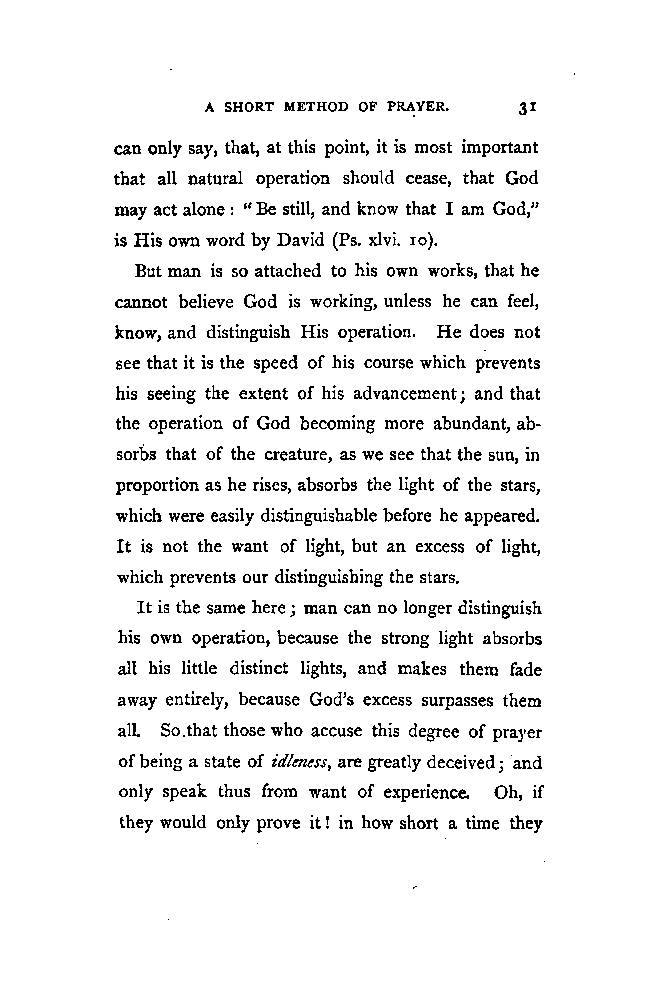 A SHORT METHOD OF PRAYER. 31
can only say, that, at this point, it is most important
that all natural operation should cease, that God
may act alone : “Be still, and know that I am God,”
is His own word by David (Ps. xlvi. 10).
But man is so attached to his own works, that he
cannot believe God is working, unless he can feel,
know, and distinguish His operation. He does not
see that it is the speed of his course which prevents
his seeing the extent of his advancement; and that
the operation of God becoming more abundant, ab-
sorbs that of the creature, as we see that the sun, in
proportion as he rises, absorbs the light of the stars,
which were easily distinguishable before he appeared.
It is not the want of light, but an excess of light,
which prevents our distinguishing the stars.
It is the same here; man can no longer distinguish
his own operation, because the strong light absorbs
all his little distinct lights, and makes them fade
away entirely, because God’s excess surpasses them
all. So that those who accuse this degree of prayer
of being a state of idleness, are greatly deceived; and
only speak thus from want of experience. Oh, if
they would only prove it! in how short a time they